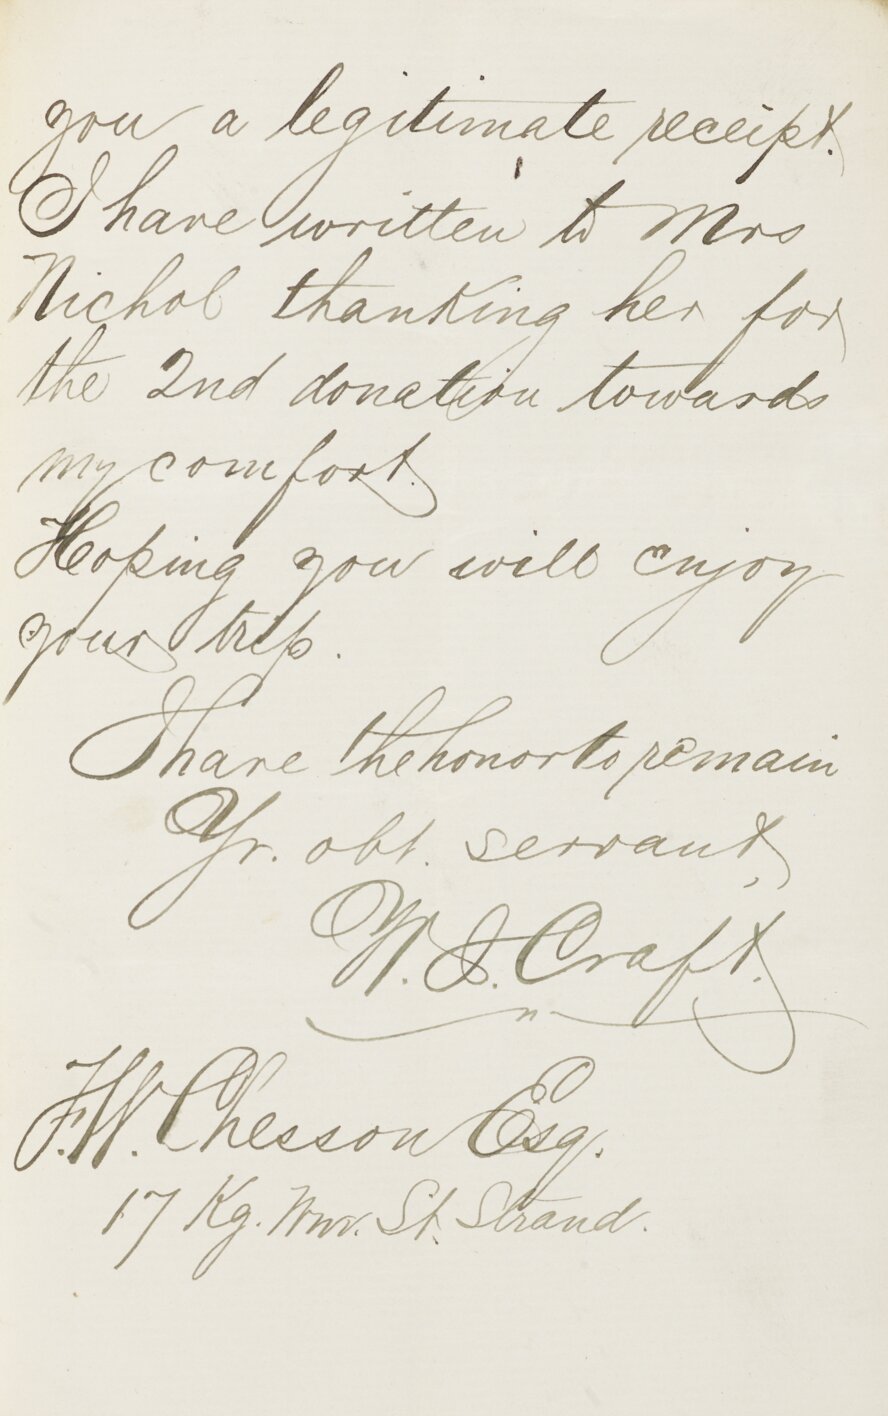 you a legitimate receipt.
I have written to Mrs
Nichol thanking her for
the 2nd donation towards
my comfort.
Hoping you will enjoy
your trip.
I have the honor to remain
Yr. obt. servant,
W. I. Craft.
F. W. Chesson Esq.
17 Kg. Wm. St. Strand.